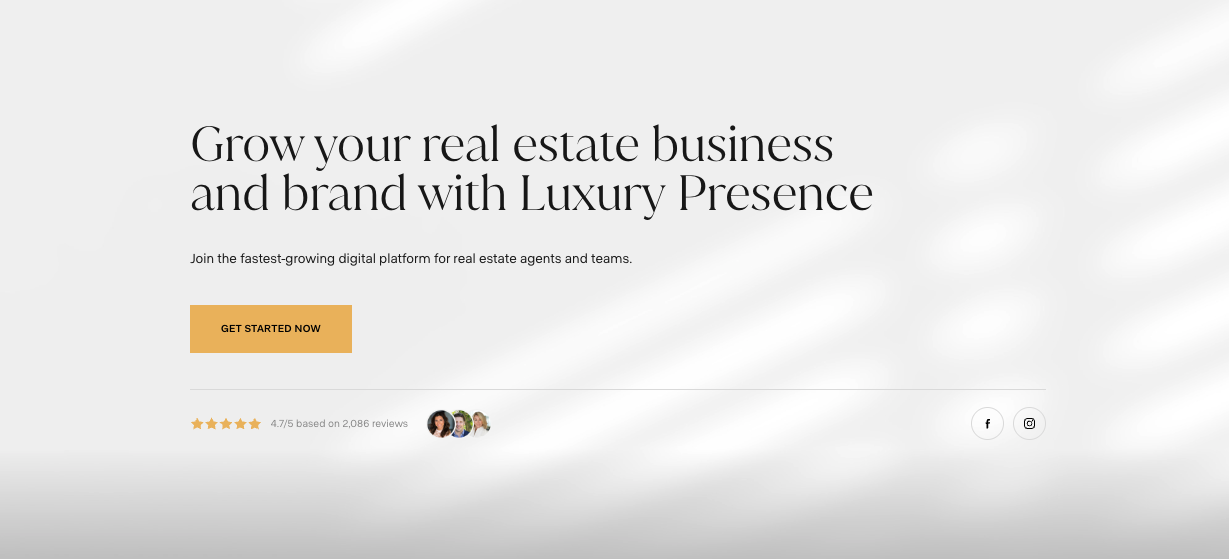 Grow your real estate business
and brand with Luxury Presence
Join the fastest-growing digital platform for real estate agents and teams.
GET STARTED NOW
4.7/5 based on 2,086 reviews